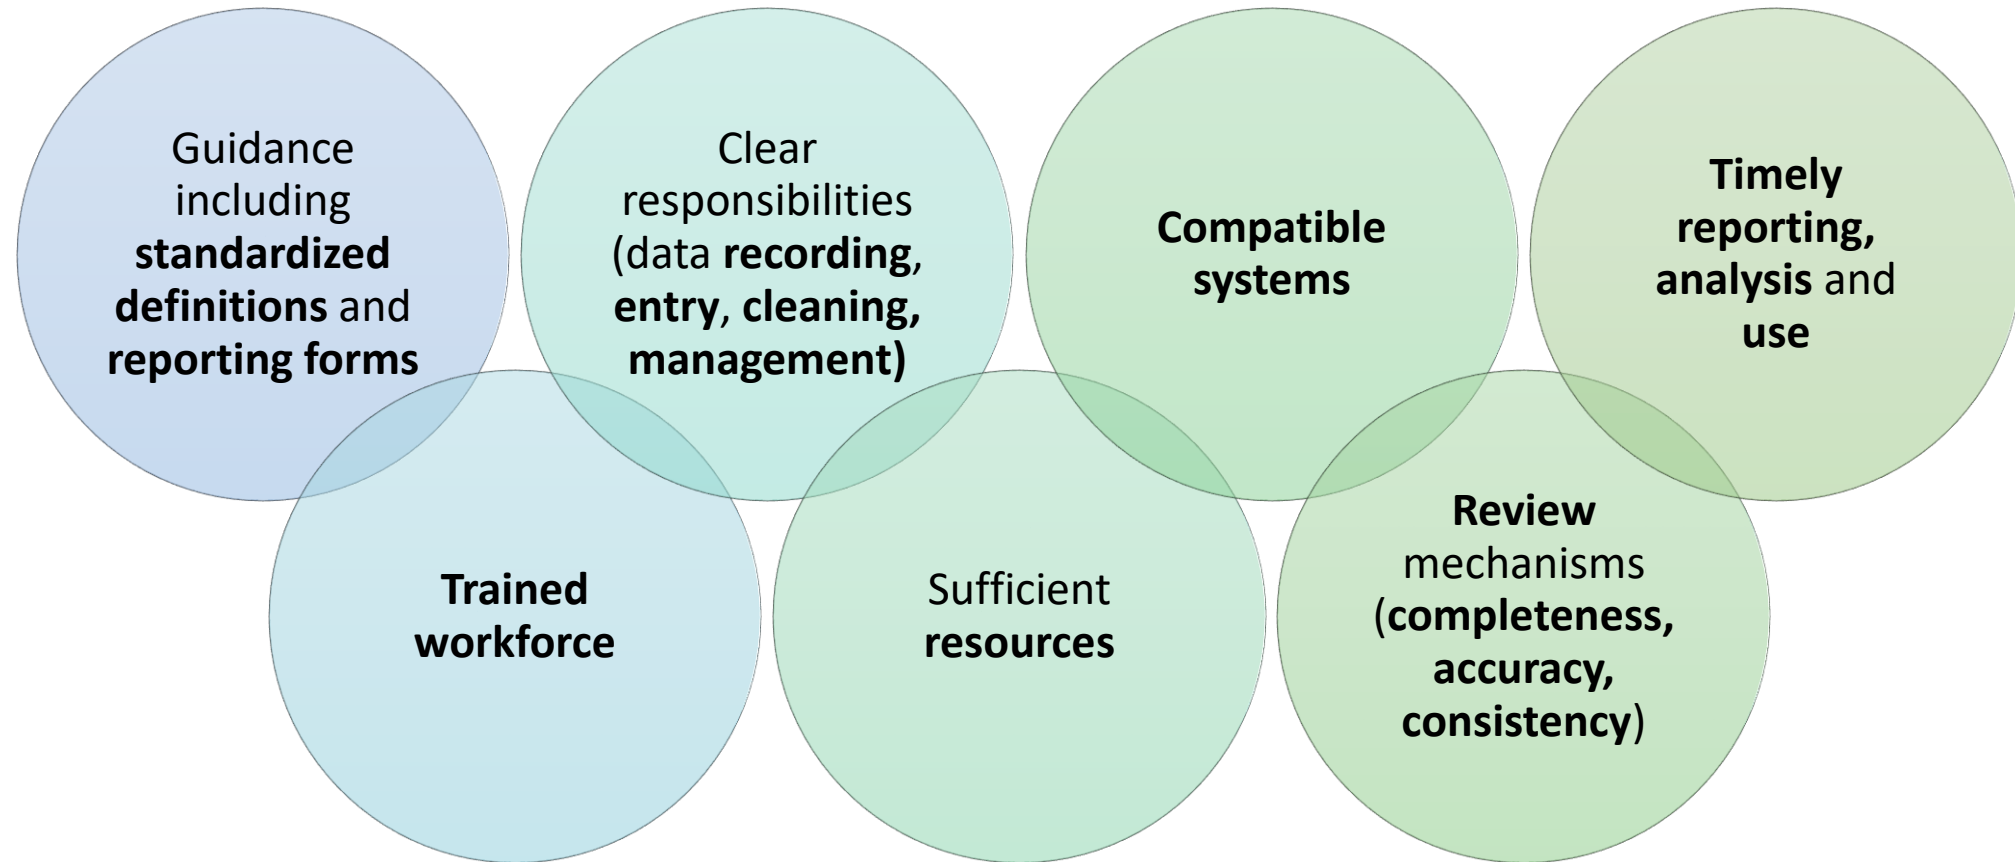 Guidance
including
standardized
definitions and
reporting forms
Clear
responsibilities
(data recording,
entry, cleaning,
management)
Compatible
systems
Timely
reporting,
analysis and
use
Trained
workforce
Sufficient
resources
Review
mechanisms
(completeness,
accuracy,
consistency)